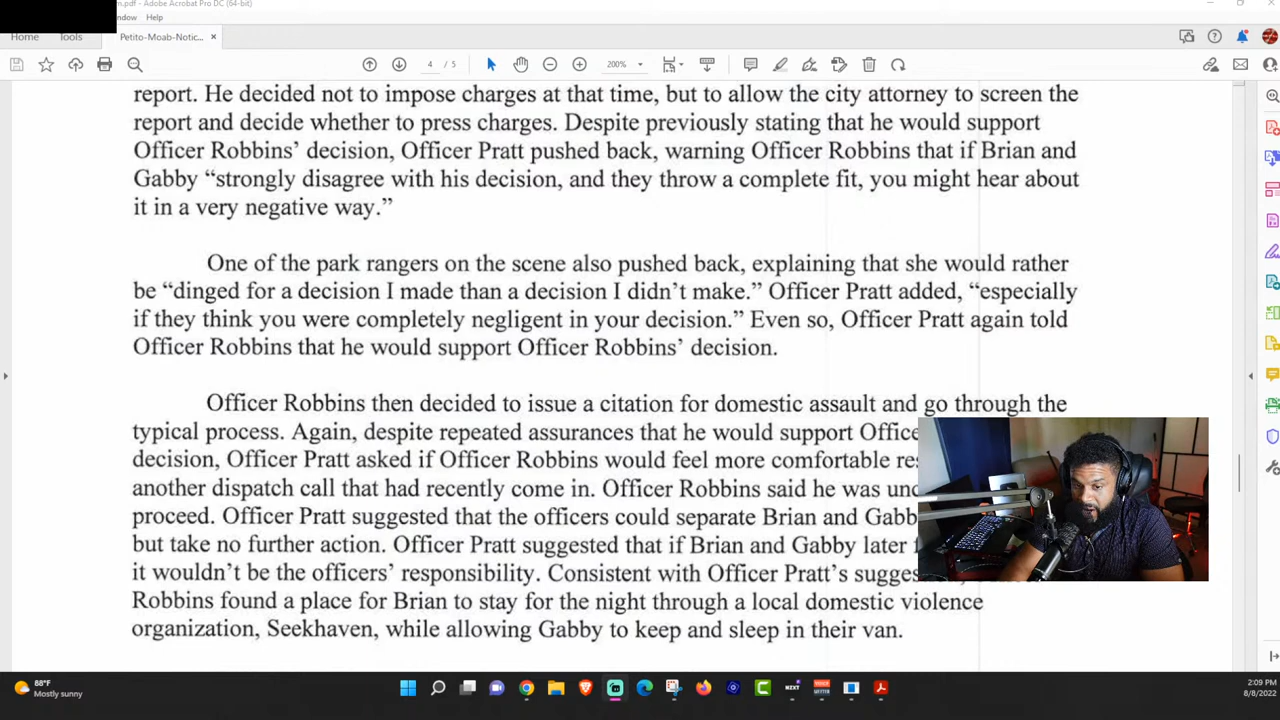 n.pdf - Adobe Acrobat Pro DC (64-bit)
ndow Help
Home Tools Petito-Moab-Notic... ×
4 / 5 200%
report. He decided not to impose charges at that time, but to allow the city attorney to screen the
report and decide whether to press charges. Despite previously stating that he would support
Officer Robbins’ decision, Officer Pratt pushed back, warning Officer Robbins that if Brian and
Gabby “strongly disagree with his decision, and they throw a complete fit, you might hear about
it in a very negative way.”
One of the park rangers on the scene also pushed back, explaining that she would rather
be “dinged for a decision I made than a decision I didn’t make.” Officer Pratt added, “especially
if they think you were completely negligent in your decision.” Even so, Officer Pratt again told
Officer Robbins that he would support Officer Robbins’ decision.
Officer Robbins then decided to issue a citation for domestic assault and go through the
typical process. Again, despite repeated assurances that he would support Office
decision, Officer Pratt asked if Officer Robbins would feel more comfortable res
another dispatch call that had recently come in. Officer Robbins said he was unc
proceed. Officer Pratt suggested that the officers could separate Brian and Gabb
but take no further action. Officer Pratt suggested that if Brian and Gabby later
it wouldn’t be the officers’ responsibility. Consistent with Officer Pratt’s sugges
Robbins found a place for Brian to stay for the night through a local domestic violence
organization, Seekhaven, while allowing Gabby to keep and sleep in their van.
88°F
Mostly sunny
NZXT
2:09 PM
8/8/2022